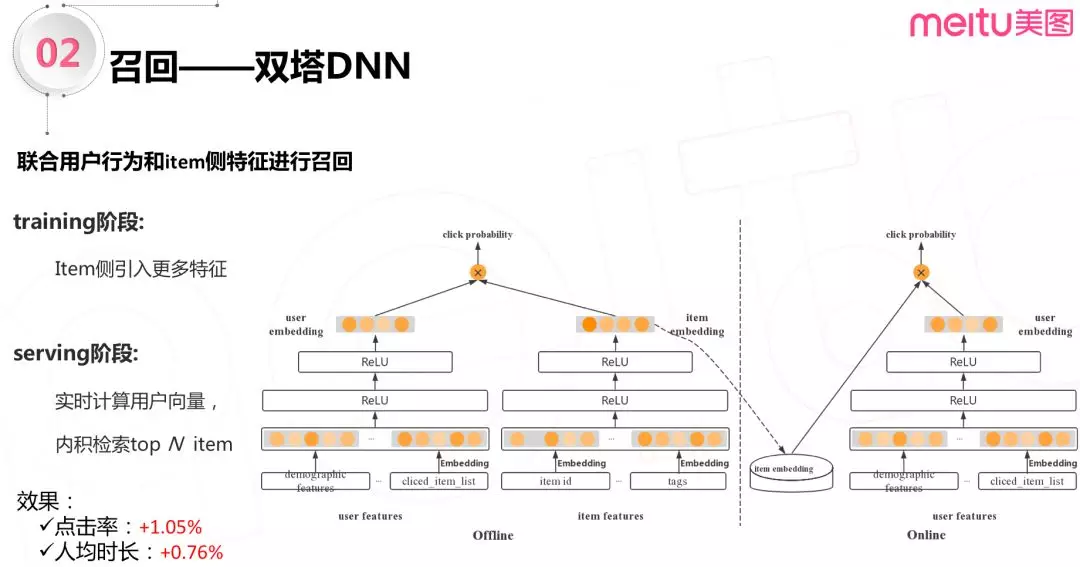 02
召回——双塔DNN
meitu美图
联合用户行为和item侧特征进行召回
training阶段:
Item侧引入更多特征
serving阶段:
实时计算用户向量，
内积检索top N item
效果：
✓点击率：+1.05%
✓人均时长：+0.76%
click probability
×
user embedding
item embedding
ReLU
ReLU
ReLU
ReLU
...
...
Embedding
Embedding
Embedding
demographic features
...
cliced_item_list
item id
...
tags
user features
item features
Offline
click probability
×
user embedding
ReLU
ReLU
...
item embedding
Embedding
demographic features
...
cliced_item_list
user features
Online